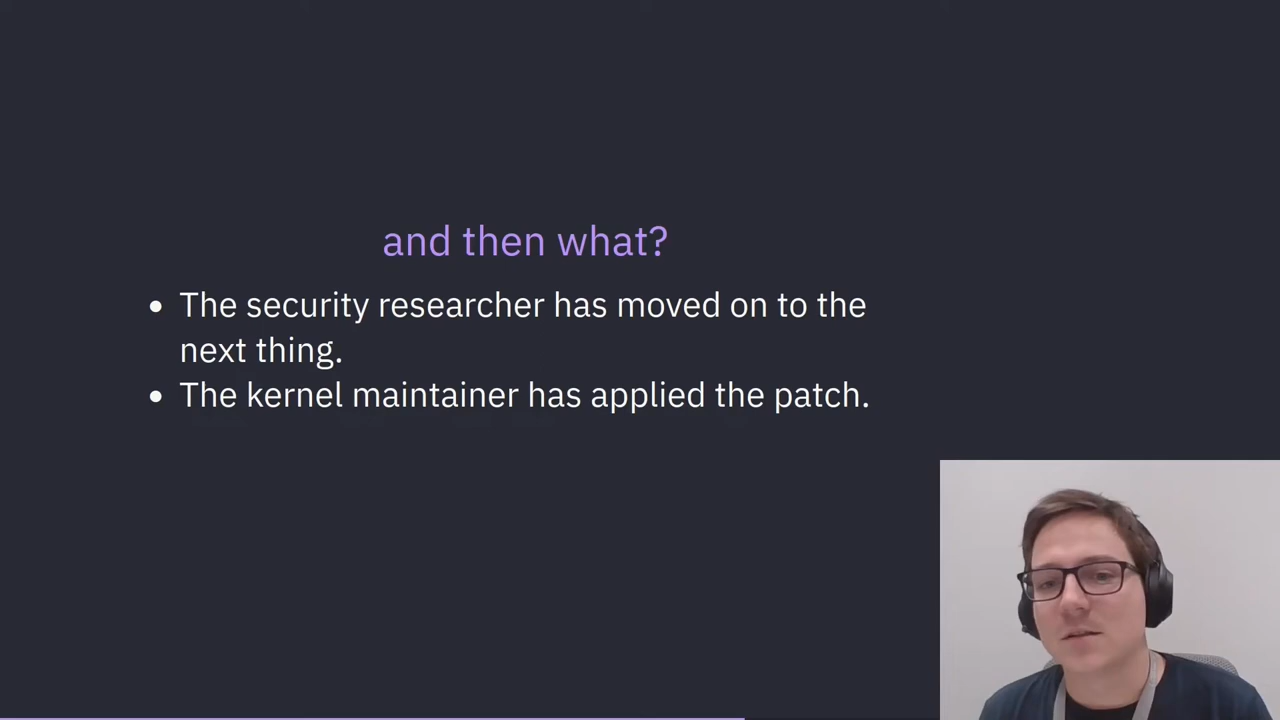 and then what?
• The security researcher has moved on to the
next thing.
• The kernel maintainer has applied the patch.